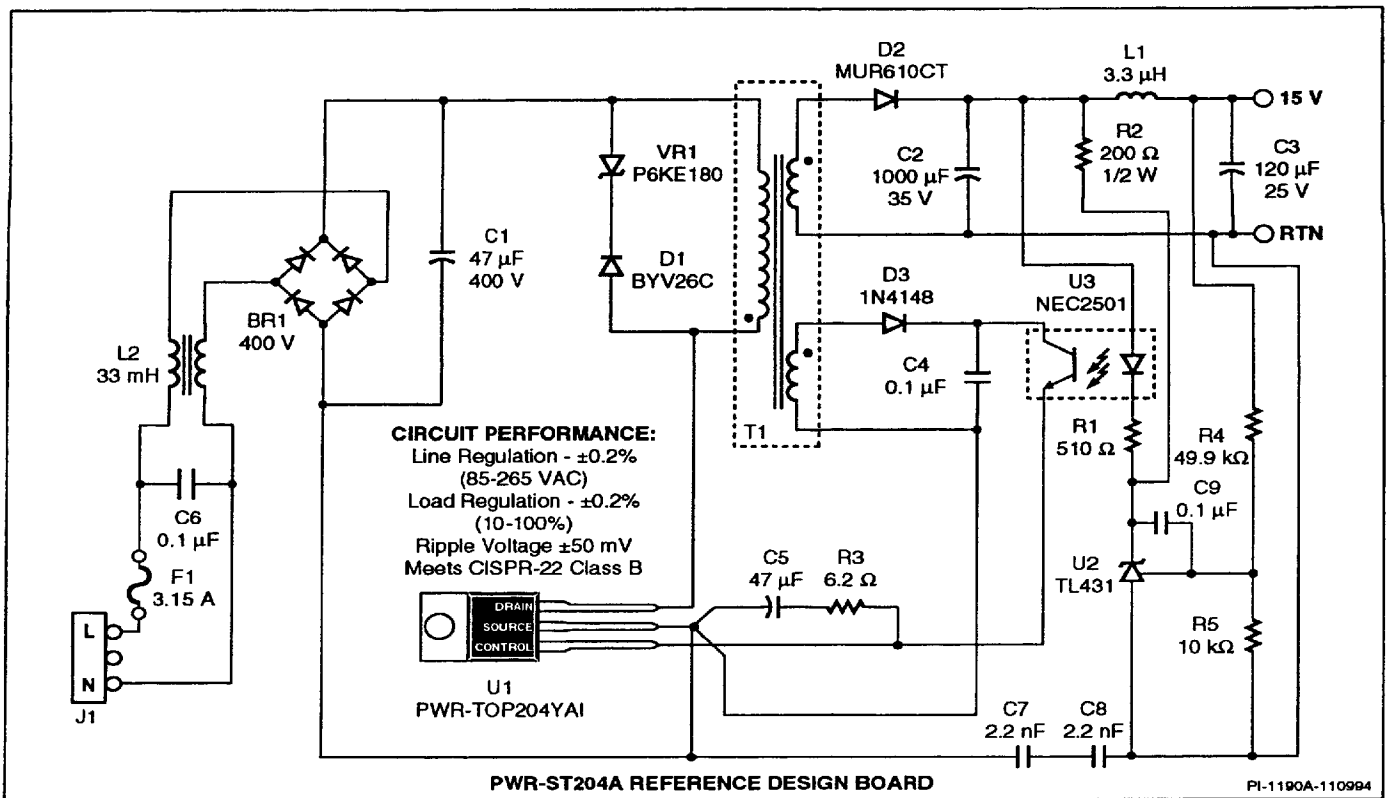 D2
MUR610CT
L1
3.3 µH
15 V
VR1
P6KE180
C2
1000 µF
35 V
R2
200 Ω
1/2 W
C3
120 µF
25 V
RTN
C1
47 µF
400 V
D1
BYV26C
D3
1N4148
U3
NEC2501
BR1
400 V
L2
33 mH
C4
0.1 µF
T1
R1
510 Ω
R4
49.9 kΩ
CIRCUIT PERFORMANCE:
Line Regulation - ±0.2%
(85-265 VAC)
Load Regulation - ±0.2%
(10-100%)
Ripple Voltage ±50 mV
Meets CISPR-22 Class B
C9
0.1 µF
C6
0.1 µF
F1
3.15 A
C5
47 µF
R3
6.2 Ω
U2
TL431
DRAIN
SOURCE
CONTROL
L
N
J1
R5
10 kΩ
U1
PWR-TOP204YAI
C7
2.2 nF
C8
2.2 nF
PWR-ST204A REFERENCE DESIGN BOARD
PI-1190A-110994